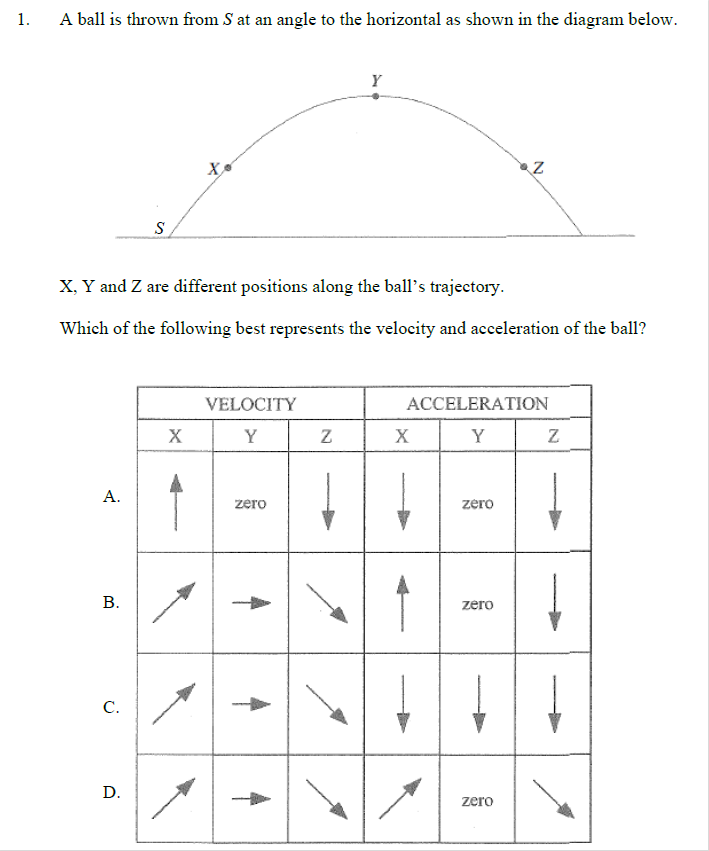 1. A ball is thrown from S at an angle to the horizontal as shown in the diagram below.
Y
X
Z
S
X, Y and Z are different positions along the ball's trajectory.
Which of the following best represents the velocity and acceleration of the ball?
VELOCITY ACCELERATION
X Y Z X Y Z
A. zero zero
B. zero
C.
D. zero